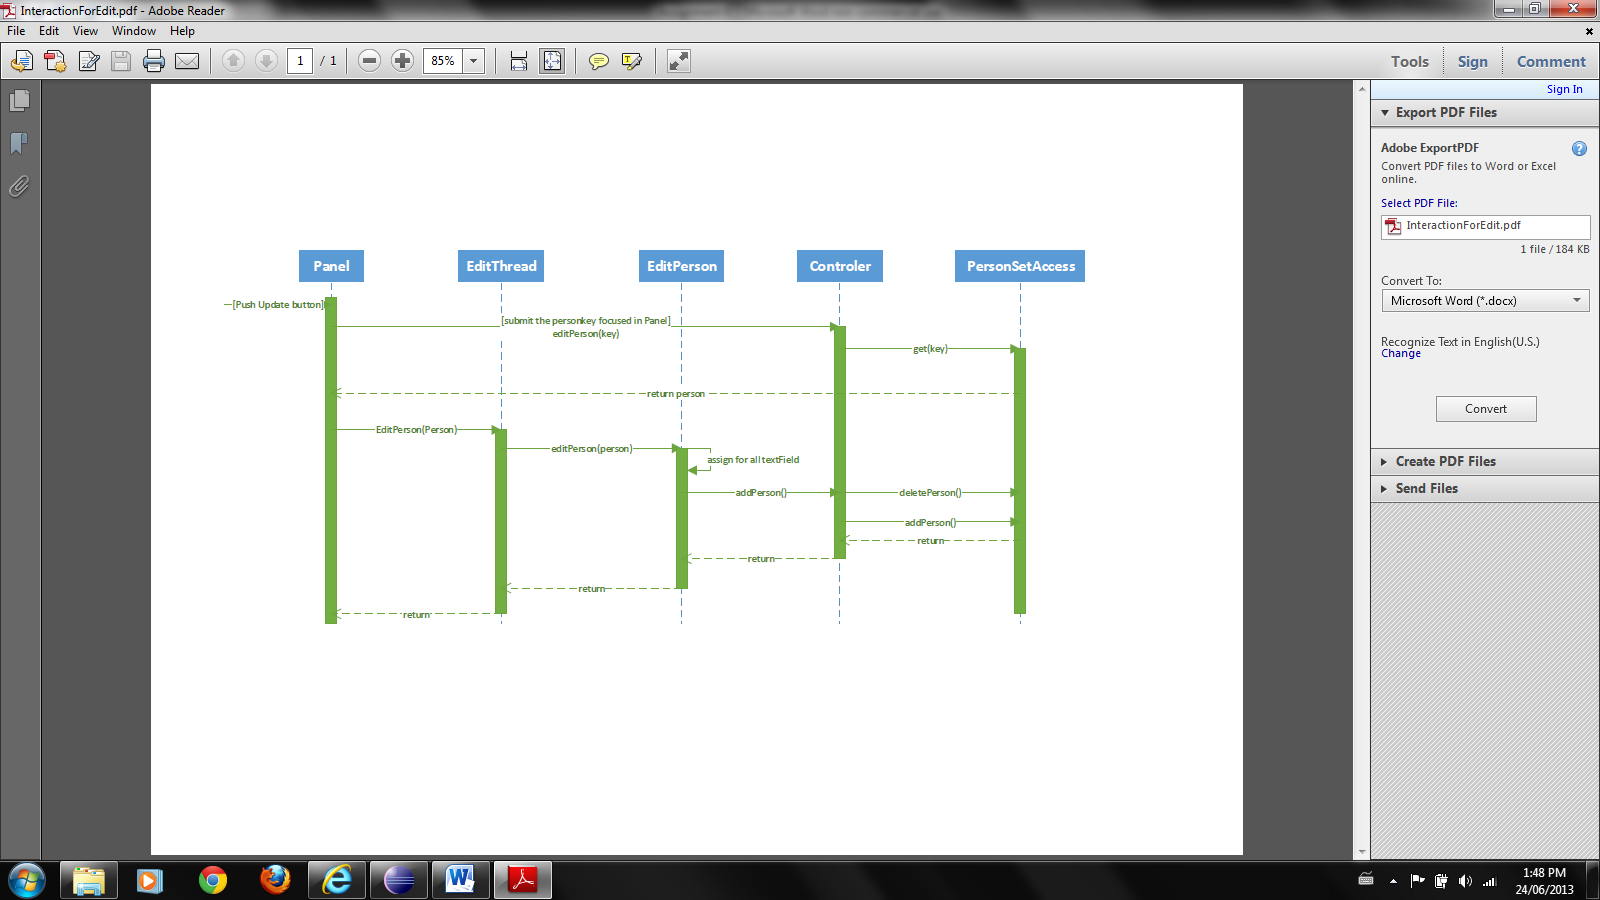 InteractionForEdit.pdf - Adobe Reader
File Edit View Window Help
1 / 1 85% Tools Sign Comment
Sign In
Export PDF Files
Adobe ExportPDF
Convert PDF files to Word or Excel
online.
Select PDF File:
InteractionForEdit.pdf
1 file / 184 KB
Convert To:
Microsoft Word (*.docx)
Recognize Text in English(U.S.)
Change
Convert
Create PDF Files
Send Files
Panel EditThread EditPerson Controler PersonSetAccess
[Push Update button]
[submit the personkey focused in Panel]
editPerson(key)
get(key)
return person
EditPerson(Person)
editPerson(person)
assign for all textField
addPerson() deletePerson()
addPerson()
return
return
return
return
1:48 PM
24/06/2013